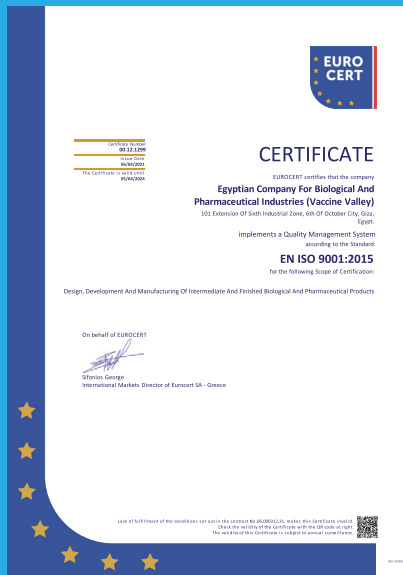 EURO
CERT
Certificate Number
00.12.1299
Issue Date
06/04/2021
The Certificate is valid until
05/04/2024
CERTIFICATE
EUROCERT certifies that the company
Egyptian Company For Biological And
Pharmaceutical Industries (Vaccine Valley)
101 Extension Of Sixth Industrial Zone, 6th Of October City, Giza,
Egypt.
implements a Quality Management System
according to the Standard:
EN ISO 9001:2015
for the following Scope of Certification:
Design, Development And Manufacturing Of Intermediate And Finished Biological And Pharmaceutical Products
On behalf of EUROCERT
Sifonios George
International Markets Director of Eurocert SA - Greece
Lack of fulfillment of the conditions set out in the contract No.96.000312.21, makes this Certificate invalid.
Check the validity of the Certificate with the QR code at right.
The validity of this Certificate is subject to annual surveillance.